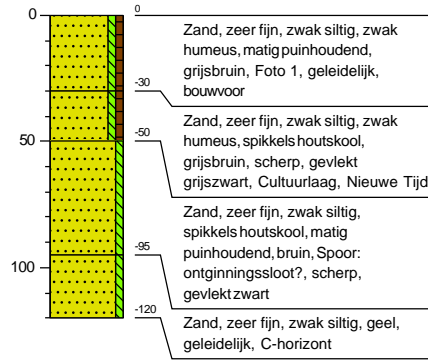 0
0
Zand, zeer fijn, zwak siltig, zwak
humeus, matig puinhoudend,
grijsbruin, Foto 1, geleidelijk,
bouwvoor
-30
Zand, zeer fijn, zwak siltig, zwak
humeus, spikkels houtskool,
grijsbruin, scherp, gevlekt
grijszwart, Cultuurlaag, Nieuwe Tijd
50
-50
Zand, zeer fijn, zwak siltig,
spikkels houtskool, matig
puinhoudend, bruin, Spoor:
ontginningssloot?, scherp,
gevlekt zwart
-95
100
Zand, zeer fijn, zwak siltig, geel,
geleidelijk, C-horizont
-120